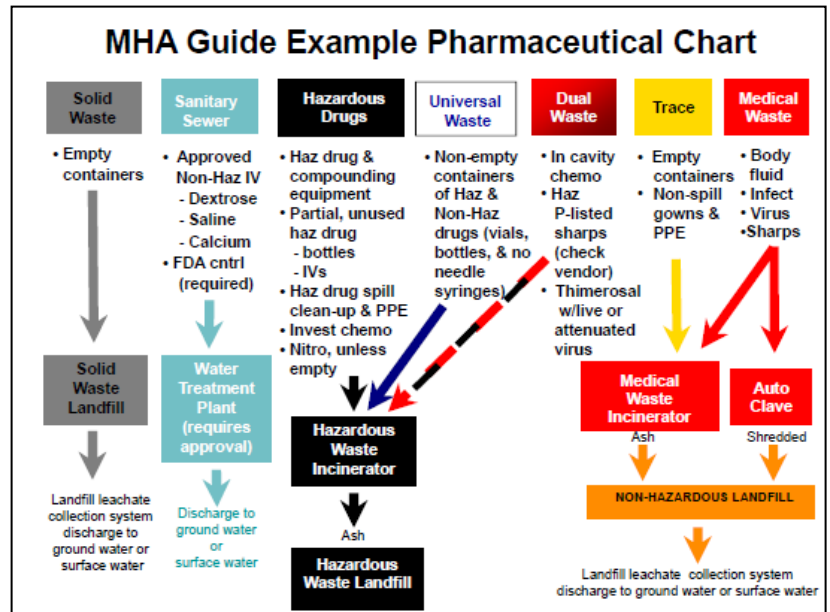 MHA Guide Example Pharmaceutical Chart
Solid
Waste
• Empty
containers
Solid
Waste
Landfill
Landfill leachate
collection system
discharge to
ground water or
surface water
Sanitary
Sewer
• Approved
Non-Haz IV
- Dextrose
- Saline
- Calcium
• FDA cntrl
(required)
Water
Treatment
Plant
(requires
approval)
Discharge to
ground water
or
surface water
Hazardous
Drugs
• Haz drug &
compounding
equipment
• Partial, unused
haz drug
- bottles
- IVs
• Haz drug spill
clean-up & PPE
• Invest chemo
• Nitro, unless
empty
Hazardous
Waste
Incinerator
Ash
Hazardous
Waste Landfill
Universal
Waste
• Non-empty
containers
of Haz &
Non-Haz
drugs (vials,
bottles, & no
needle
syringes)
Dual
Waste
• In cavity
chemo
• Haz
P-listed
sharps
(check
vendor)
• Thimerosal
w/live or
attenuated
virus
Trace
• Empty
containers
• Non-spill
gowns &
PPE
Medical
Waste
• Body
fluid
• Infect
• Virus
•Sharps
Medical
Waste
Incinerator
Ash
Auto
Clave
Shredded
NON-HAZARDOUS LANDFILL
Landfill leachate collection system
discharge to ground water or surface water